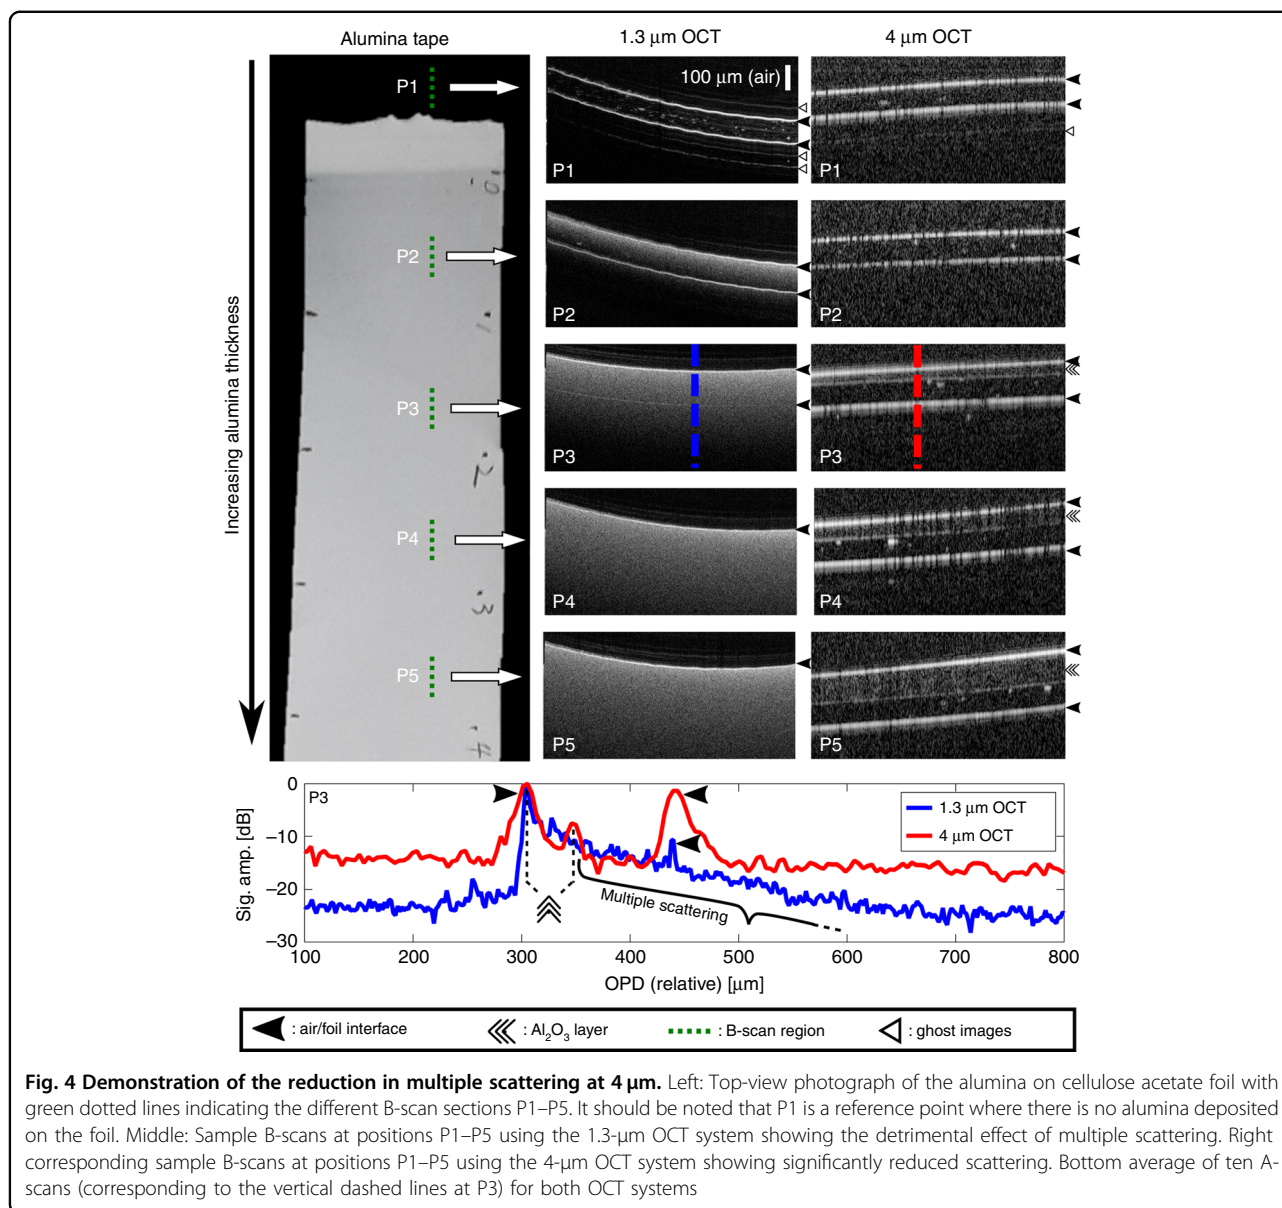 Alumina tape
1.3 µm OCT
4 µm OCT
Increasing alumina thickness
P1
P2
P3
P4
P5
0
1
.2
.3
.4
100 µm (air)
P1
P1
P2
P2
P3
P3
P4
P4
P5
P5
P3
1.3 µm OCT
4 µm OCT
Multiple scattering
Sig. amp. [dB]
0
−10
−20
−30
100
200
300
400
500
600
700
800
OPD (relative) [µm]
: air/foil interface
: Al₂O₃ layer
: B-scan region
: ghost images
Fig. 4 Demonstration of the reduction in multiple scattering at 4 µm. Left: Top-view photograph of the alumina on cellulose acetate foil with
green dotted lines indicating the different B-scan sections P1–P5. It should be noted that P1 is a reference point where there is no alumina deposited
on the foil. Middle: Sample B-scans at positions P1–P5 using the 1.3-µm OCT system showing the detrimental effect of multiple scattering. Right
corresponding sample B-scans at positions P1–P5 using the 4-µm OCT system showing significantly reduced scattering. Bottom average of ten A-
scans (corresponding to the vertical dashed lines at P3) for both OCT systems